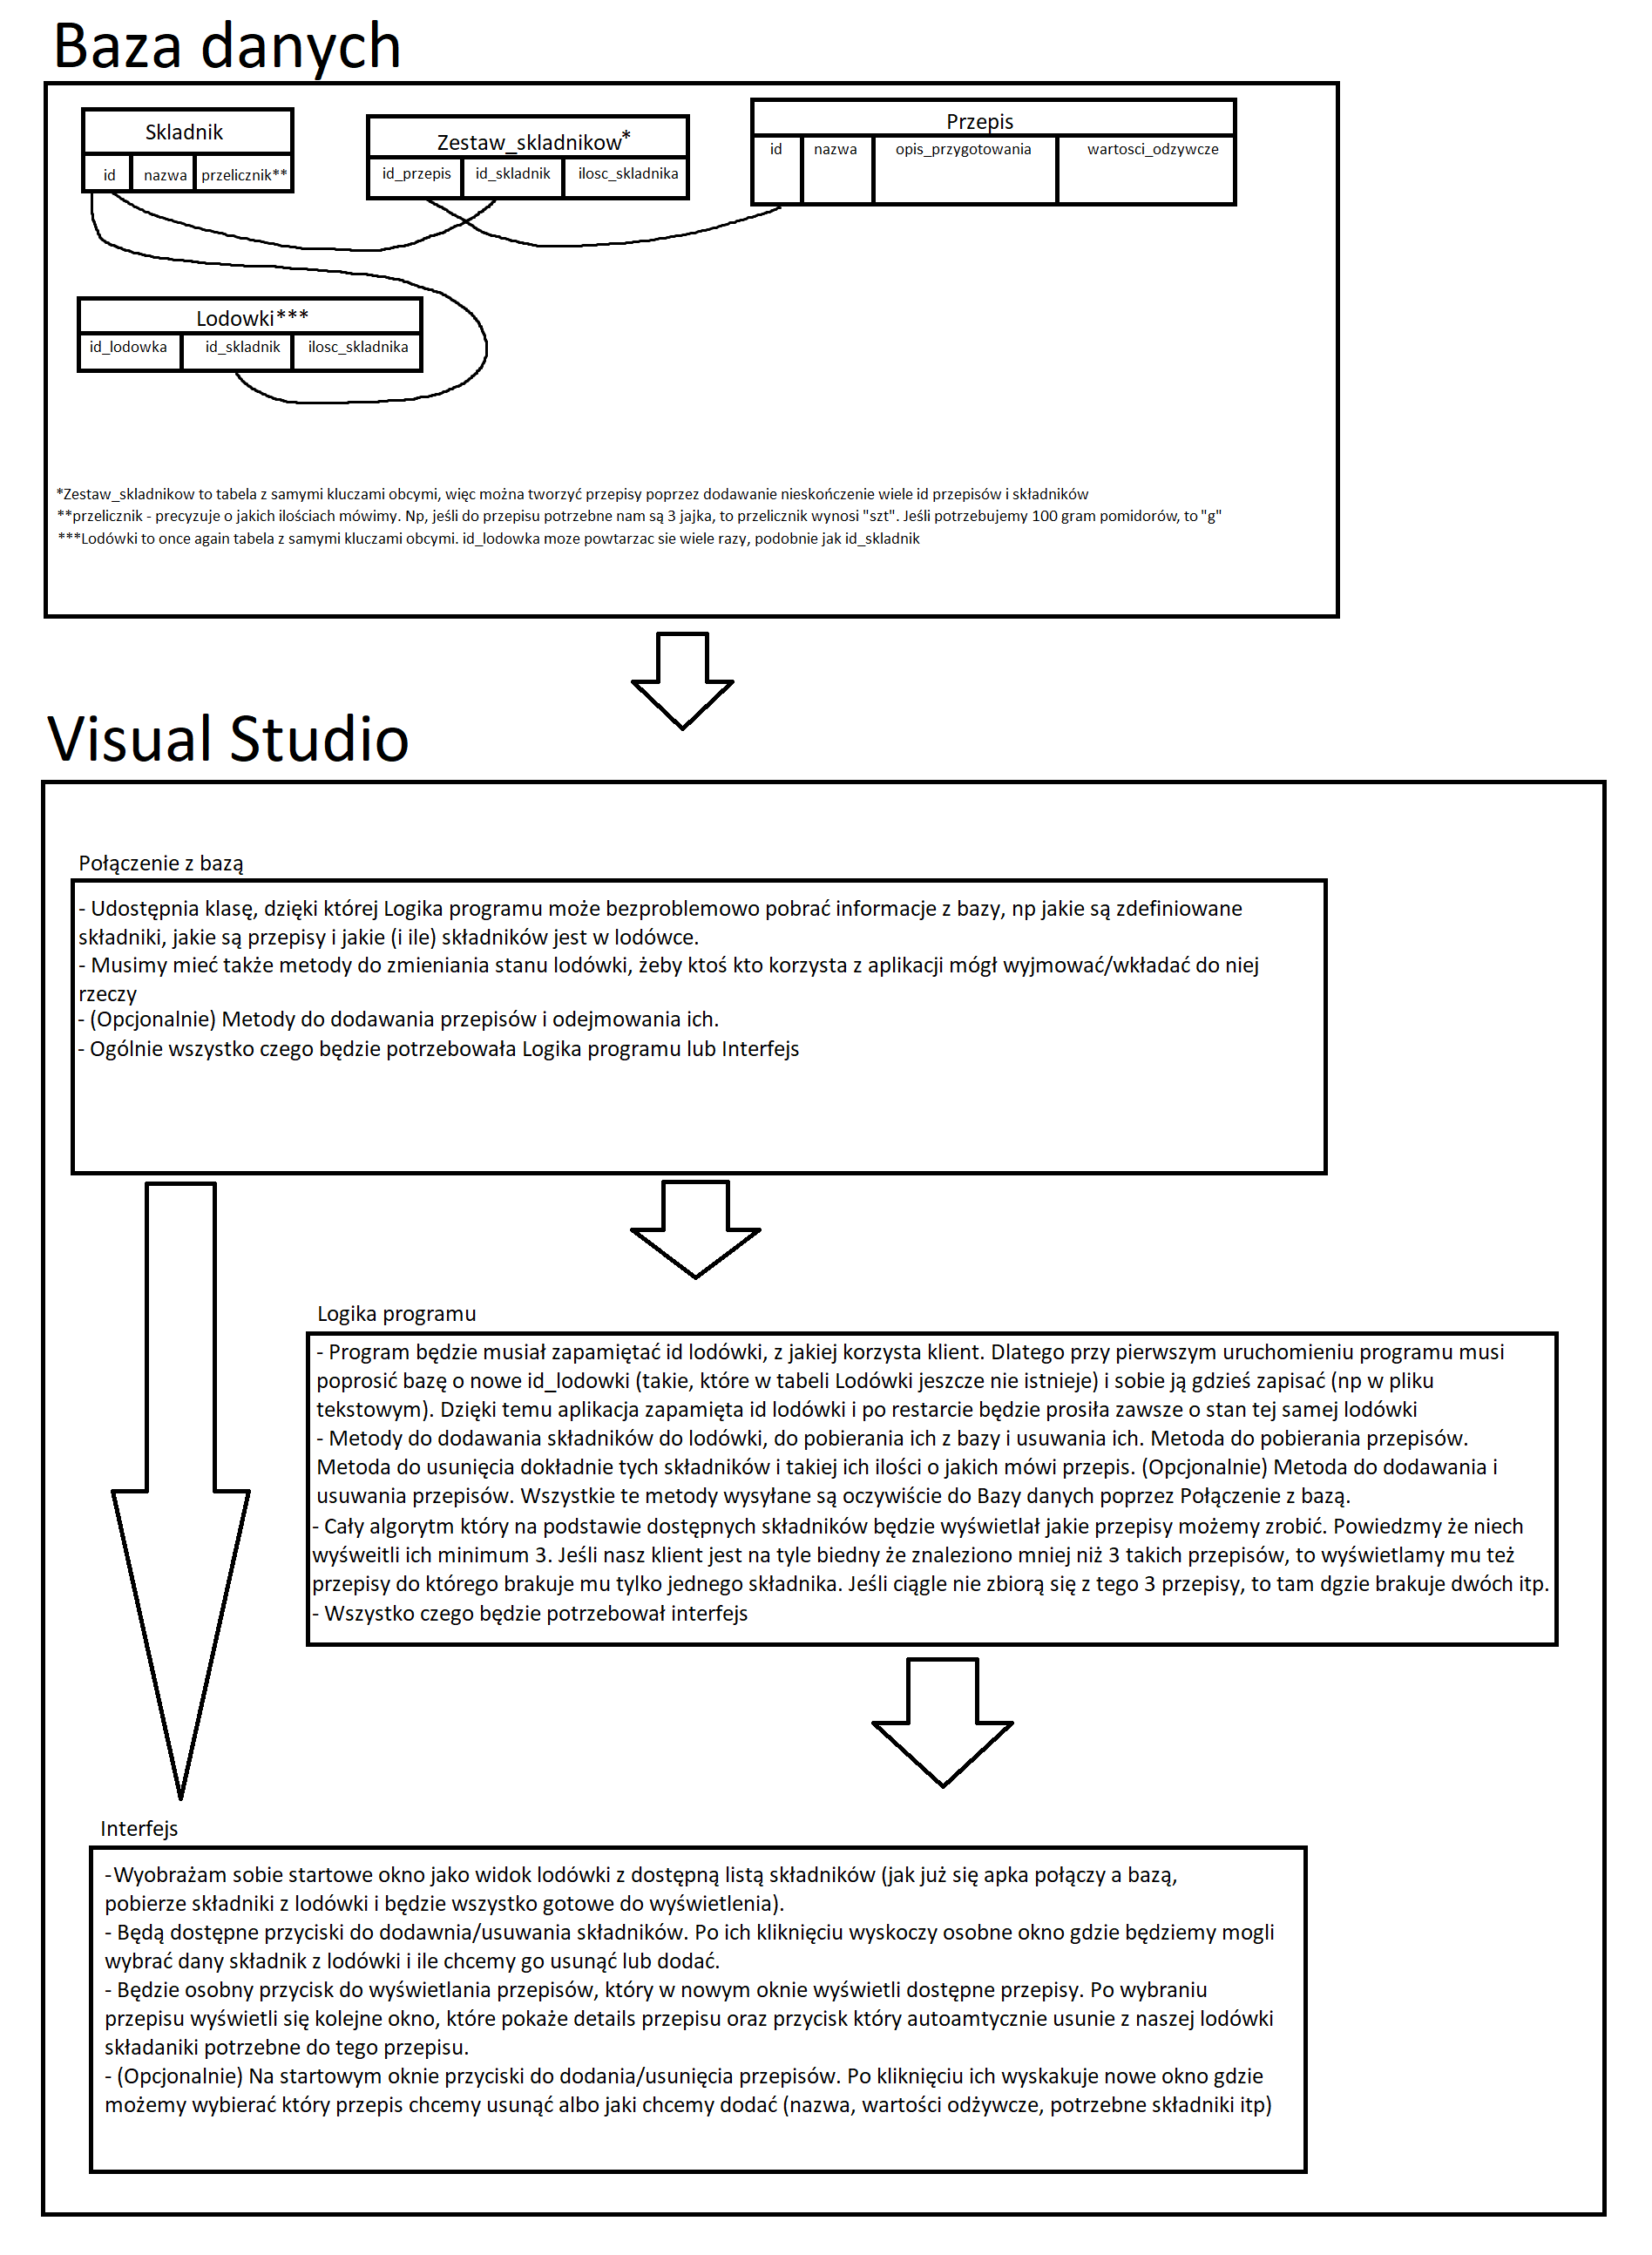 Baza danych
Skladnik
id nazwa przelicznik**
Zestaw_skladnikow*
id_przepis id_skladnik ilosc_skladnika
Przepis
id nazwa opis_przygotowania wartosci_odzywcze
Lodowki***
id_lodowka id_skladnik ilosc_skladnika
*Zestaw_skladnikow to tabela z samymi kluczami obcymi, więc można tworzyć przepisy poprzez dodawanie nieskończenie wiele id przepisów i składników
**przelicznik - precyzuje o jakich ilościach mówimy. Np, jeśli do przepisu potrzebne nam są 3 jajka, to przelicznik wynosi "szt". Jeśli potrzebujemy 100 gram pomidorów, to "g"
***Lodówki to once again tabela z samymi kluczami obcymi. id_lodowka moze powtarzac sie wiele razy, podobnie jak id_skladnik
Visual Studio
Połączenie z bazą
- Udostępnia klasę, dzięki której Logika programu może bezproblemowo pobrać informacje z bazy, np jakie są zdefiniowane
składniki, jakie są przepisy i jakie (i ile) składników jest w lodówce.
- Musimy mieć także metody do zmieniania stanu lodówki, żeby ktoś kto korzysta z aplikacji mógł wyjmować/wkładać do niej
rzeczy
- (Opcjonalnie) Metody do dodawania przepisów i odejmowania ich.
- Ogólnie wszystko czego będzie potrzebowała Logika programu lub Interfejs
Logika programu
- Program będzie musiał zapamiętać id lodówki, z jakiej korzysta klient. Dlatego przy pierwszym uruchomieniu programu musi
poprosić bazę o nowe id_lodowki (takie, które w tabeli Lodówki jeszcze nie istnieje) i sobie ją gdzieś zapisać (np w pliku
tekstowym). Dzięki temu aplikacja zapamięta id lodówki i po restarcie będzie prosiła zawsze o stan tej samej lodówki
- Metody do dodawania składników do lodówki, do pobierania ich z bazy i usuwania ich. Metoda do pobierania przepisów.
Metoda do usunięcia dokładnie tych składników i takiej ich ilości o jakich mówi przepis. (Opcjonalnie) Metoda do dodawania i
usuwania przepisów. Wszystkie te metody wysyłane są oczywiście do Bazy danych poprzez Połączenie z bazą.
- Cały algorytm który na podstawie dostępnych składników będzie wyświetlał jakie przepisy możemy zrobić. Powiedzmy że niech
wyśweitli ich minimum 3. Jeśli nasz klient jest na tyle biedny że znaleziono mniej niż 3 takich przepisów, to wyświetlamy mu też
przepisy do którego brakuje mu tylko jednego składnika. Jeśli ciągle nie zbiorą się z tego 3 przepisy, to tam dgzie brakuje dwóch itp.
- Wszystko czego będzie potrzebował interfejs
Interfejs
-Wyobrażam sobie startowe okno jako widok lodówki z dostępną listą składników (jak już się apka połączy a bazą,
pobierze składniki z lodówki i będzie wszystko gotowe do wyświetlenia).
- Będą dostępne przyciski do dodawnia/usuwania składników. Po ich kliknięciu wyskoczy osobne okno gdzie będziemy mogli
wybrać dany składnik z lodówki i ile chcemy go usunąć lub dodać.
- Będzie osobny przycisk do wyświetlania przepisów, który w nowym oknie wyświetli dostępne przepisy. Po wybraniu
przepisu wyświetli się kolejne okno, które pokaże details przepisu oraz przycisk który autoamtycznie usunie z naszej lodówki
składaniki potrzebne do tego przepisu.
- (Opcjonalnie) Na startowym oknie przyciski do dodania/usunięcia przepisów. Po kliknięciu ich wyskakuje nowe okno gdzie
możemy wybierać który przepis chcemy usunąć albo jaki chcemy dodać (nazwa, wartości odżywcze, potrzebne składniki itp)